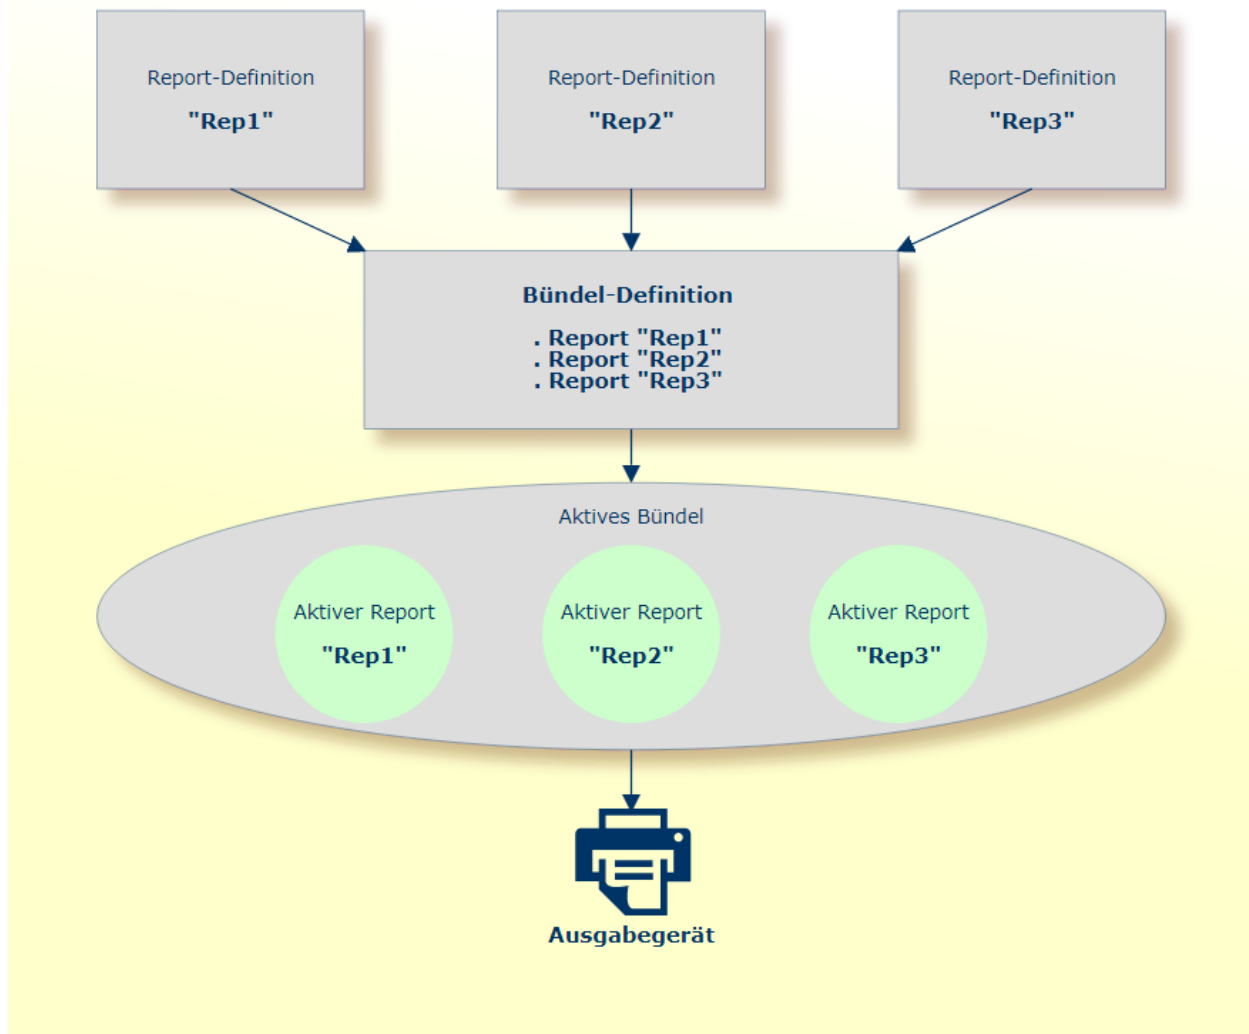 Report-Definition
"Rep1"
Report-Definition
"Rep2"
Report-Definition
"Rep3"
Bündel-Definition
. Report "Rep1"
. Report "Rep2"
. Report "Rep3"
Aktives Bündel
Aktiver Report
"Rep1"
Aktiver Report
"Rep2"
Aktiver Report
"Rep3"
Ausgabegerät